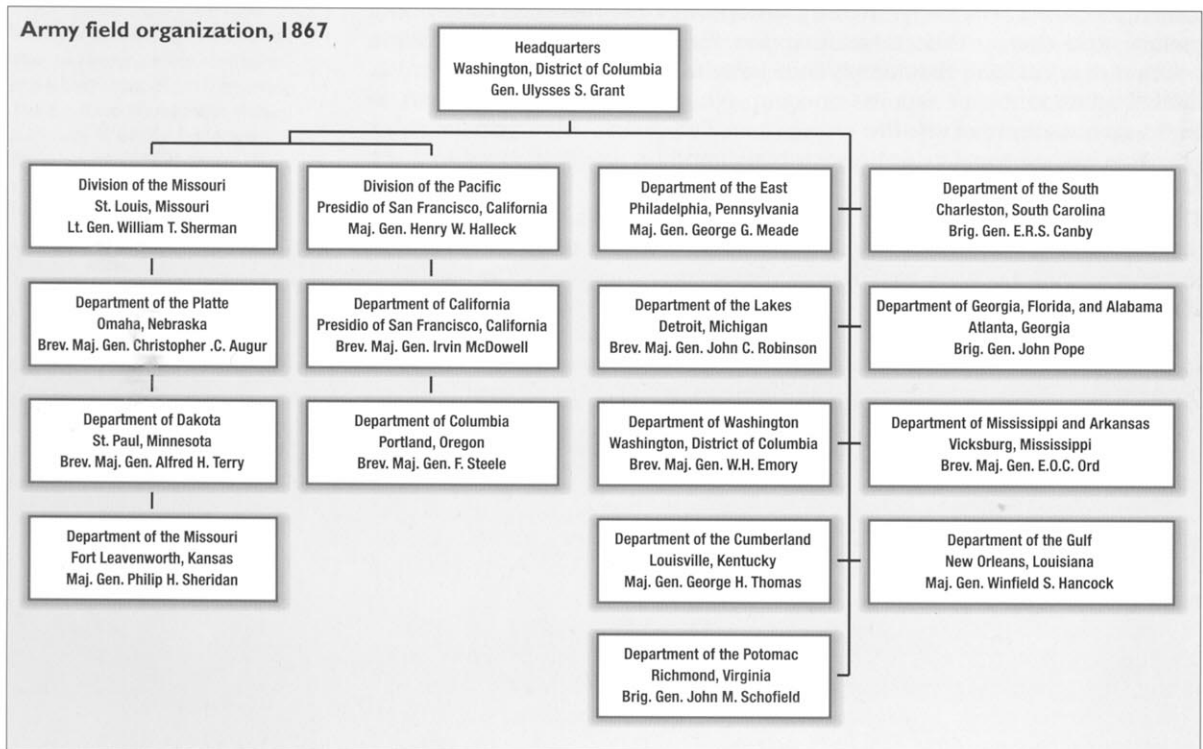 Army field organization, 1867
Headquarters
Washington, District of Columbia
Gen. Ulysses S. Grant
Division of the Missouri
St. Louis, Missouri
Lt. Gen. William T. Sherman
Division of the Pacific
Presidio of San Francisco, California
Maj. Gen. Henry W. Halleck
Department of the East
Philadelphia, Pennsylvania
Maj. Gen. George G. Meade
Department of the South
Charleston, South Carolina
Brig. Gen. E.R.S. Canby
Department of the Platte
Omaha, Nebraska
Brev. Maj. Gen. Christopher .C. Augur
Department of California
Presidio of San Francisco, California
Brev. Maj. Gen. Irvin McDowell
Department of the Lakes
Detroit, Michigan
Brev. Maj. Gen. John C. Robinson
Department of Georgia, Florida, and Alabama
Atlanta, Georgia
Brig. Gen. John Pope
Department of Dakota
St. Paul, Minnesota
Brev. Maj. Gen. Alfred H. Terry
Department of Columbia
Portland, Oregon
Brev. Maj. Gen. F. Steele
Department of Washington
Washington, District of Columbia
Brev. Maj. Gen. W.H. Emory
Department of Mississippi and Arkansas
Vicksburg, Mississippi
Brev. Maj. Gen. E.O.C. Ord
Department of the Missouri
Fort Leavenworth, Kansas
Maj. Gen. Philip H. Sheridan
Department of the Cumberland
Louisville, Kentucky
Maj. Gen. George H. Thomas
Department of the Gulf
New Orleans, Louisiana
Maj. Gen. Winfield S. Hancock
Department of the Potomac
Richmond, Virginia
Brig. Gen. John M. Schofield